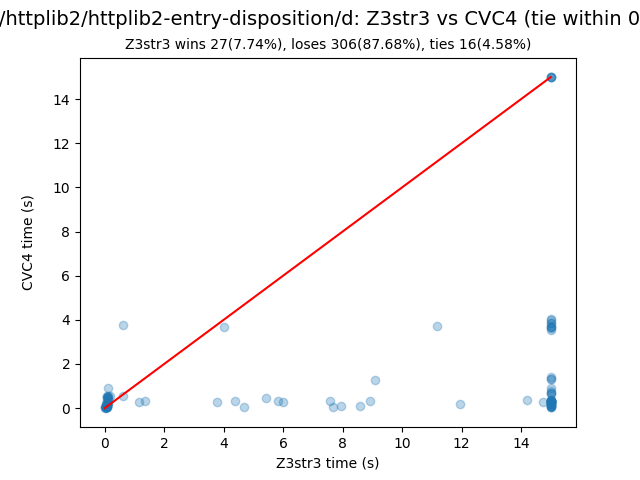 /httplib2/httplib2-entry-disposition/d: Z3str3 vs CVC4 (tie within 0
Z3str3 wins 27(7.74%), loses 306(87.68%), ties 16(4.58%)
14
12
10
8
6
4
2
0
CVC4 time (s)
0 2 4 6 8 10 12 14
Z3str3 time (s)